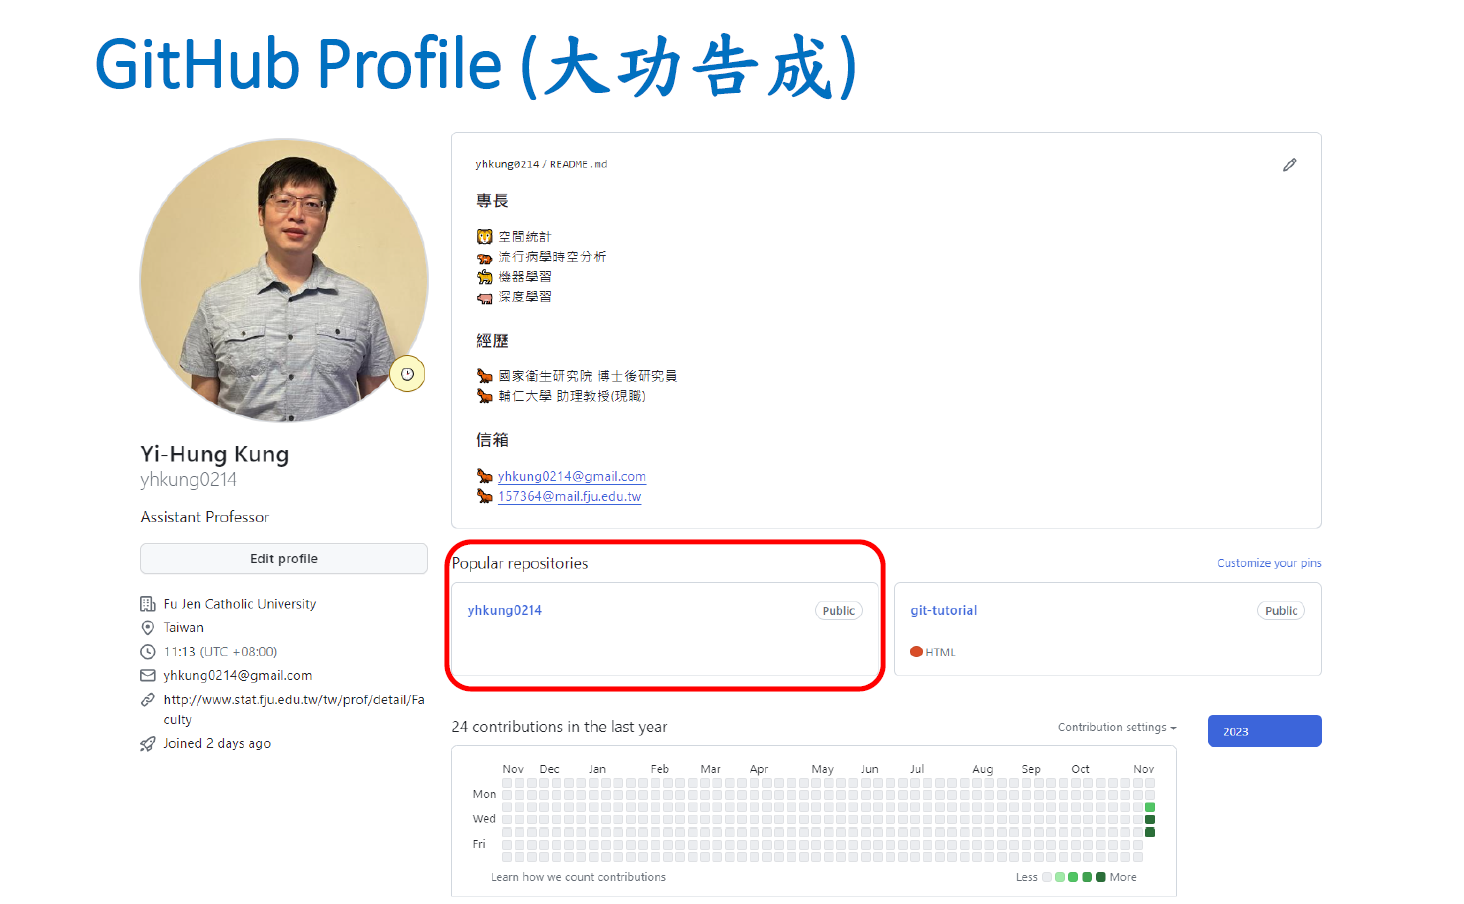 GitHub Profile (大功告成)
yhkung0214 / README.md
專長
空間統計
流行病學時空分析
機器學習
深度學習
經歷
國家衛生研究院 博士後研究員
輔仁大學 助理教授(現職)
信箱
yhkung0214@gmail.com
157364@mail.fju.edu.tw
Yi-Hung Kung
yhkung0214
Assistant Professor
Edit profile
Fu Jen Catholic University
Taiwan
11:13 (UTC +08:00)
yhkung0214@gmail.com
http://www.stat.fju.edu.tw/tw/prof/detail/Fa
culty
Joined 2 days ago
Popular repositories
Customize your pins
yhkung0214
Public
git-tutorial
Public
HTML
24 contributions in the last year
Contribution settings
2023
Nov Dec Jan Feb Mar Apr May Jun Jul Aug Sep Oct Nov
Mon
Wed
Fri
Learn how we count contributions
Less More